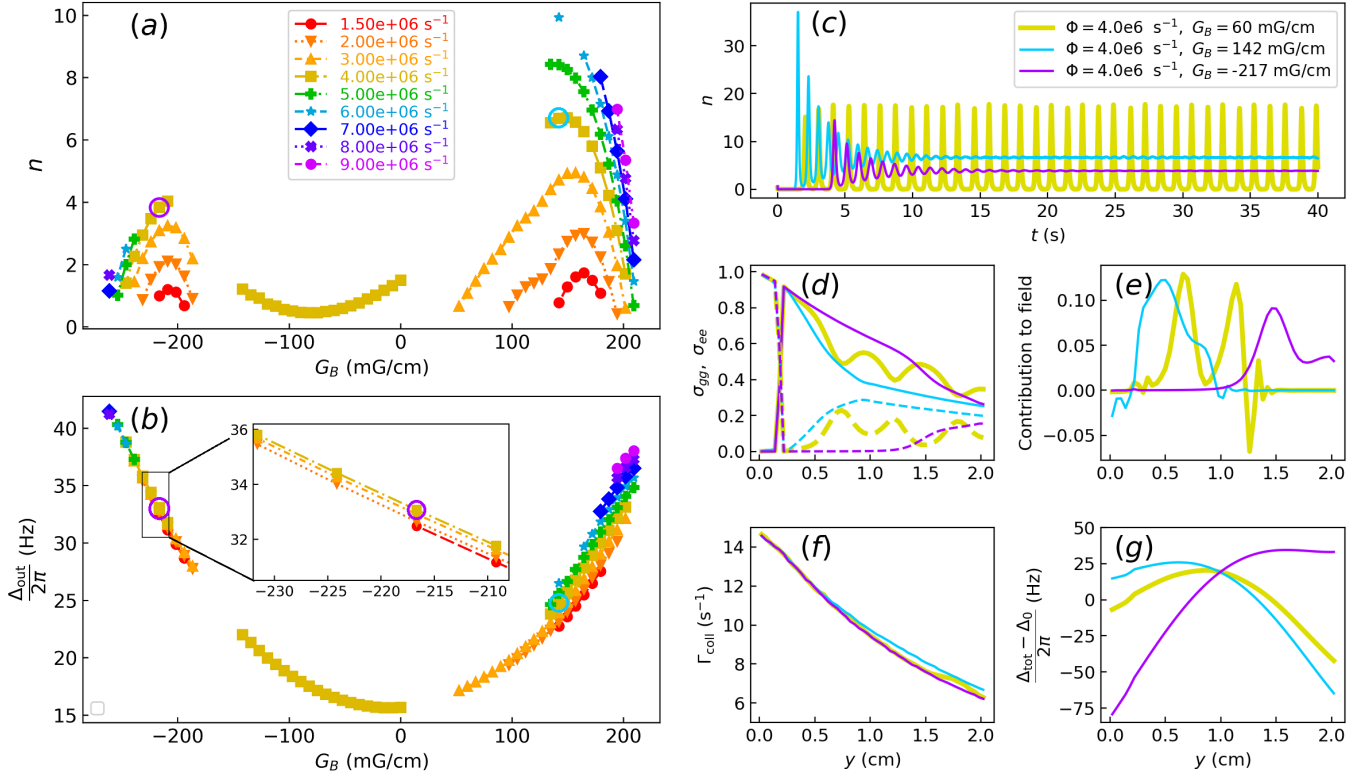 (a)
1.50e+06 s⁻¹
2.00e+06 s⁻¹
3.00e+06 s⁻¹
4.00e+06 s⁻¹
5.00e+06 s⁻¹
6.00e+06 s⁻¹
7.00e+06 s⁻¹
8.00e+06 s⁻¹
9.00e+06 s⁻¹
n
10
8
6
4
2
0
−200 −100 0 100 200
G_B (mG/cm)
(b)
Δ_out/2π (Hz)
40
35
30
25
20
15
36
34
32
−230 −220 −210
−200 −100 0 100 200
G_B (mG/cm)
(c)
Φ = 4.0e6 s⁻¹, G_B = 60 mG/cm
Φ = 4.0e6 s⁻¹, G_B = 142 mG/cm
Φ = 4.0e6 s⁻¹, G_B = -217 mG/cm
n
30
20
10
0
0 5 10 15 20 25 30 35 40
t (s)
(d)
σ_gg, σ_ee
1.0
0.8
0.6
0.4
0.2
0.0
0.0 0.5 1.0 1.5 2.0
(e)
Contribution to field
0.10
0.05
0.00
−0.05
0.0 0.5 1.0 1.5 2.0
(f)
Γ_coll (s⁻¹)
14
12
10
8
6
0.0 0.5 1.0 1.5 2.0
y (cm)
(g)
Δ_tot − Δ_0/2π (Hz)
50
25
0
−25
−50
−75
0.0 0.5 1.0 1.5 2.0
y (cm)